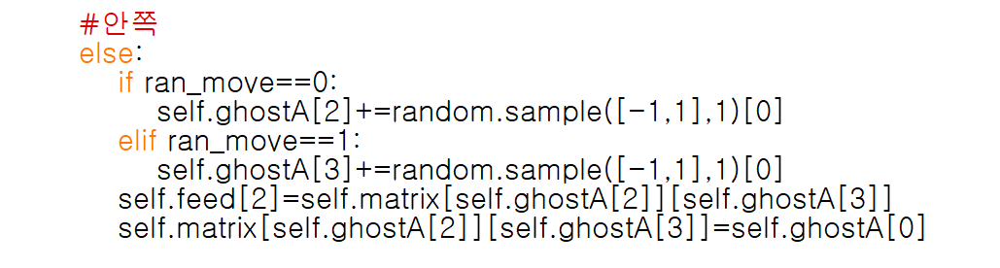 #안쪽
else:
if ran_move==0:
self.ghostA[2]+=random.sample([-1,1],1)[0]
elif ran_move==1:
self.ghostA[3]+=random.sample([-1,1],1)[0]
self.feed[2]=self.matrix[self.ghostA[2]][self.ghostA[3]]
self.matrix[self.ghostA[2]][self.ghostA[3]]=self.ghostA[0]